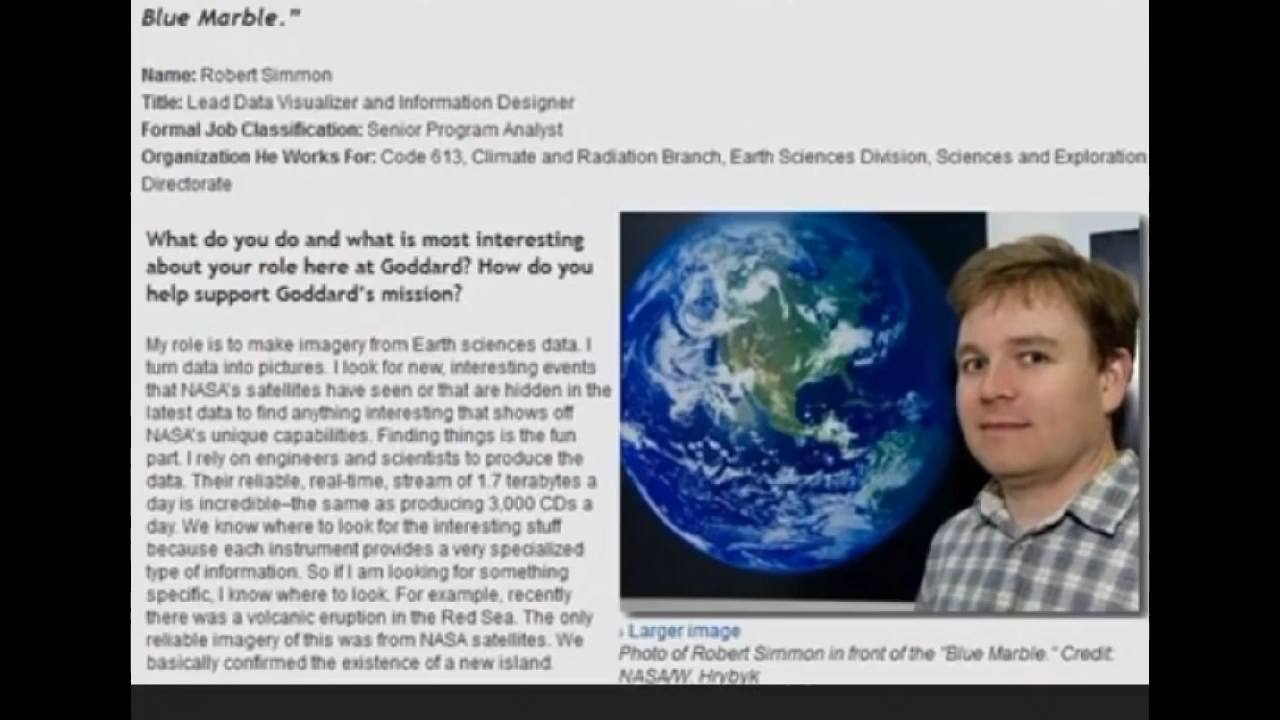 Blue Marble.”
Name: Robert Simmon
Title: Lead Data Visualizer and Information Designer
Formal Job Classification: Senior Program Analyst
Organization He Works For: Code 613, Climate and Radiation Branch, Earth Sciences Division, Sciences and Exploration
Directorate
What do you do and what is most interesting
about your role here at Goddard? How do you
help support Goddard’s mission?
My role is to make imagery from Earth sciences data. I
turn data into pictures. I look for new, interesting events
that NASA's satellites have seen or that are hidden in the
latest data to find anything interesting that shows off
NASA's unique capabilities. Finding things is the fun
part. I rely on engineers and scientists to produce the
data. Their reliable, real-time, stream of 1.7 terabytes a
day is incredible–the same as producing 3,000 CDs a
day. We know where to look for the interesting stuff
because each instrument provides a very specialized
type of information. So if I am looking for something
specific, I know where to look. For example, recently
there was a volcanic eruption in the Red Sea. The only
reliable imagery of this was from NASA satellites. We
basically confirmed the existence of a new island.
› Larger image
Photo of Robert Simmon in front of the "Blue Marble." Credit:
NASA/W. Hrybyk